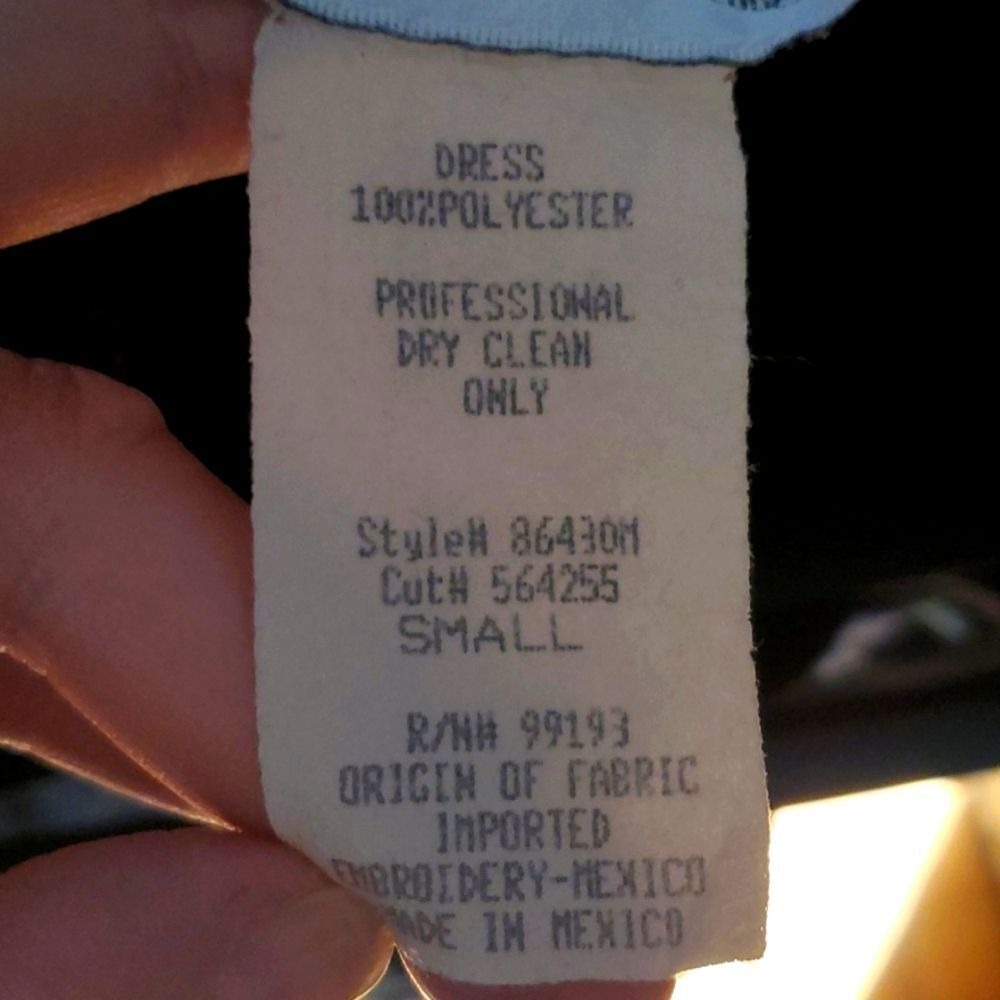 DRESS
100%POLYESTER
PROFESSIONAL
DRY CLEAN
ONLY
Style# 86430M
Cut# 564255
SMALL
R/N# 99193
ORIGIN OF FABRIC
IMPORTED
EMBROIDERY-MEXICO
MADE IN MEXICO